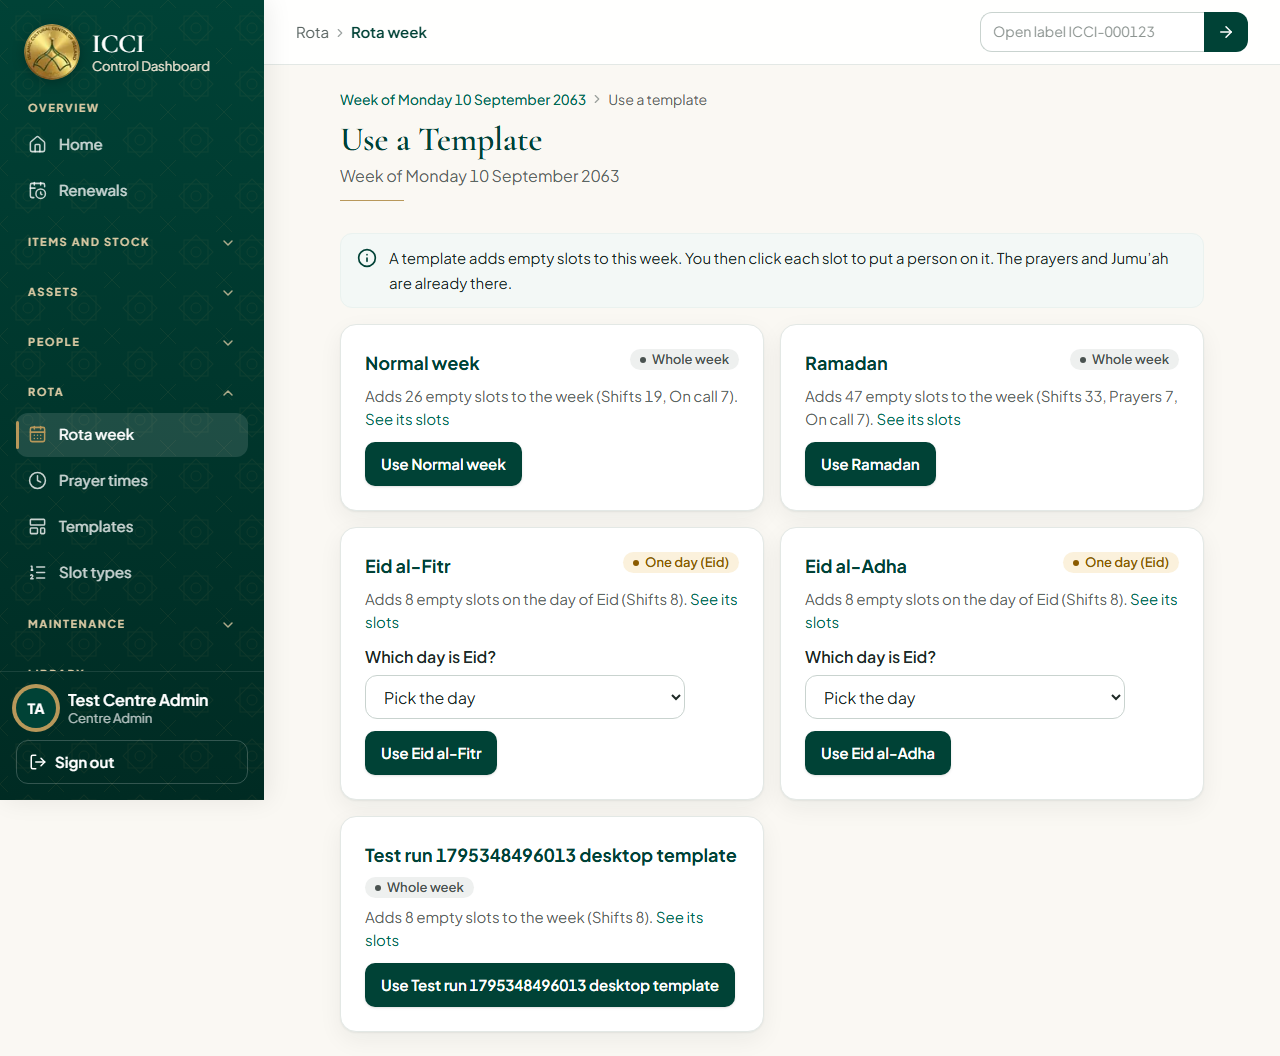 ICCI
Control Dashboard
OVERVIEW
Home
Renewals
ITEMS AND STOCK
ASSETS
PEOPLE
ROTA
Rota week
Prayer times
Templates
Slot types
MAINTENANCE
Test Centre Admin
TA
Centre Admin
Sign out
Rota > Rota week
Open label ICCI-000123
Week of Monday 10 September 2063 > Use a template
Use a Template
Week of Monday 10 September 2063
A template adds empty slots to this week. You then click each slot to put a person on it. The prayers and Jumu'ah
are already there.
Normal week
Whole week
Adds 26 empty slots to the week (Shifts 19, On call 7).
See its slots
Use Normal week
Ramadan
Whole week
Adds 47 empty slots to the week (Shifts 33, Prayers 7,
On call 7). See its slots
Use Ramadan
Eid al-Fitr
One day (Eid)
Adds 8 empty slots on the day of Eid (Shifts 8). See its
slots
Which day is Eid?
Pick the day
Use Eid al-Fitr
Eid al-Adha
One day (Eid)
Adds 8 empty slots on the day of Eid (Shifts 8). See its
slots
Which day is Eid?
Pick the day
Use Eid al-Adha
Test run 1795348496013 desktop template
Whole week
Adds 8 empty slots to the week (Shifts 8). See its
slots
Use Test run 1795348496013 desktop template